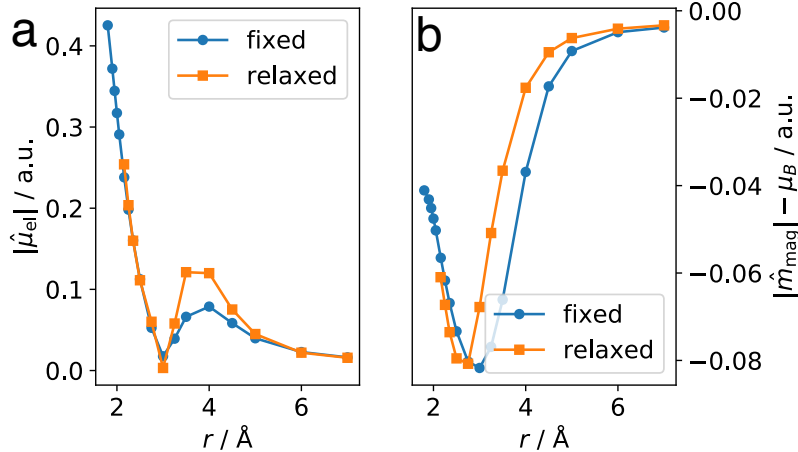 a
0.4
0.3
0.2
0.1
0.0
|μ̂el| / a.u.
fixed
relaxed
2 4 6
r / Å
b
0.00
−0.02
−0.04
−0.06
−0.08
|m̂mag| − μB / a.u.
fixed
relaxed
2 4 6
r / Å